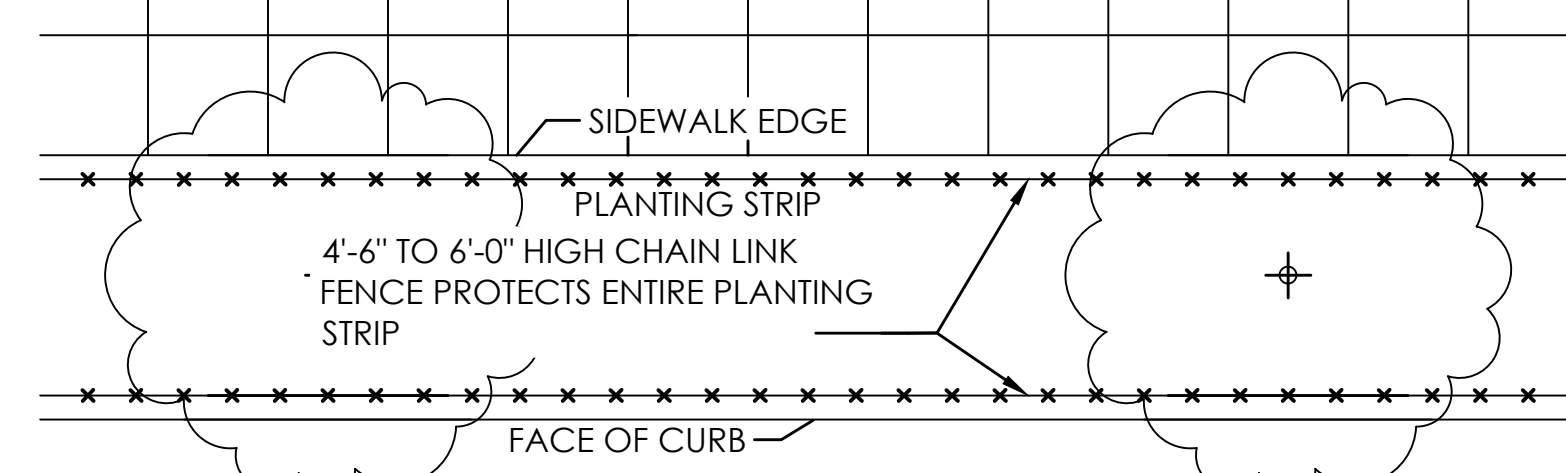 SIDEWALK EDGE
PLANTING STRIP
4'-6" TO 6'-0" HIGH CHAIN LINK
FENCE PROTECTS ENTIRE PLANTING
STRIP
FACE OF CURB